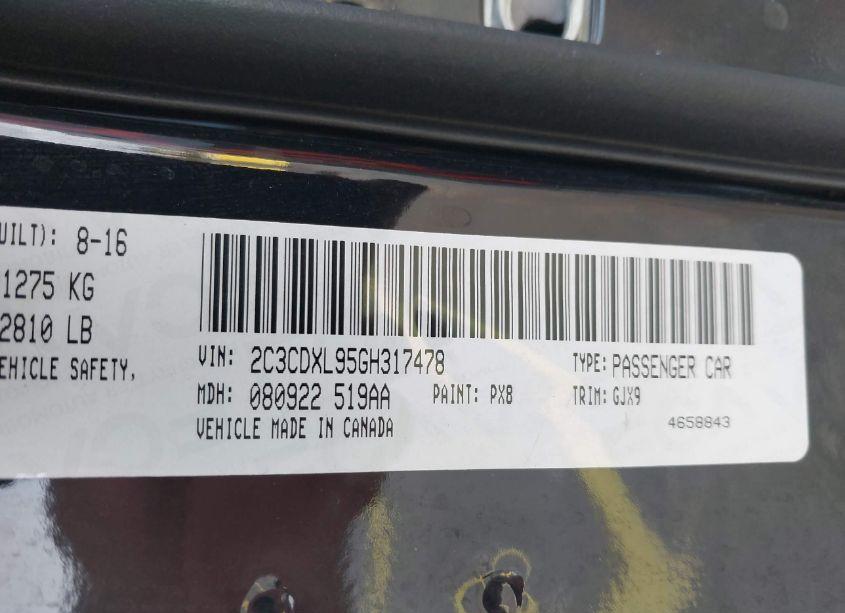 UILT): 8-16
1275 KG
2810 LB
EHICLE SAFETY,
VIN: 2C3CDXL95GH317478 TYPE: PASSENGER CAR
MDH: 080922 519AA PAINT: PX8 TRIM: GJX9
VEHICLE MADE IN CANADA 4658843